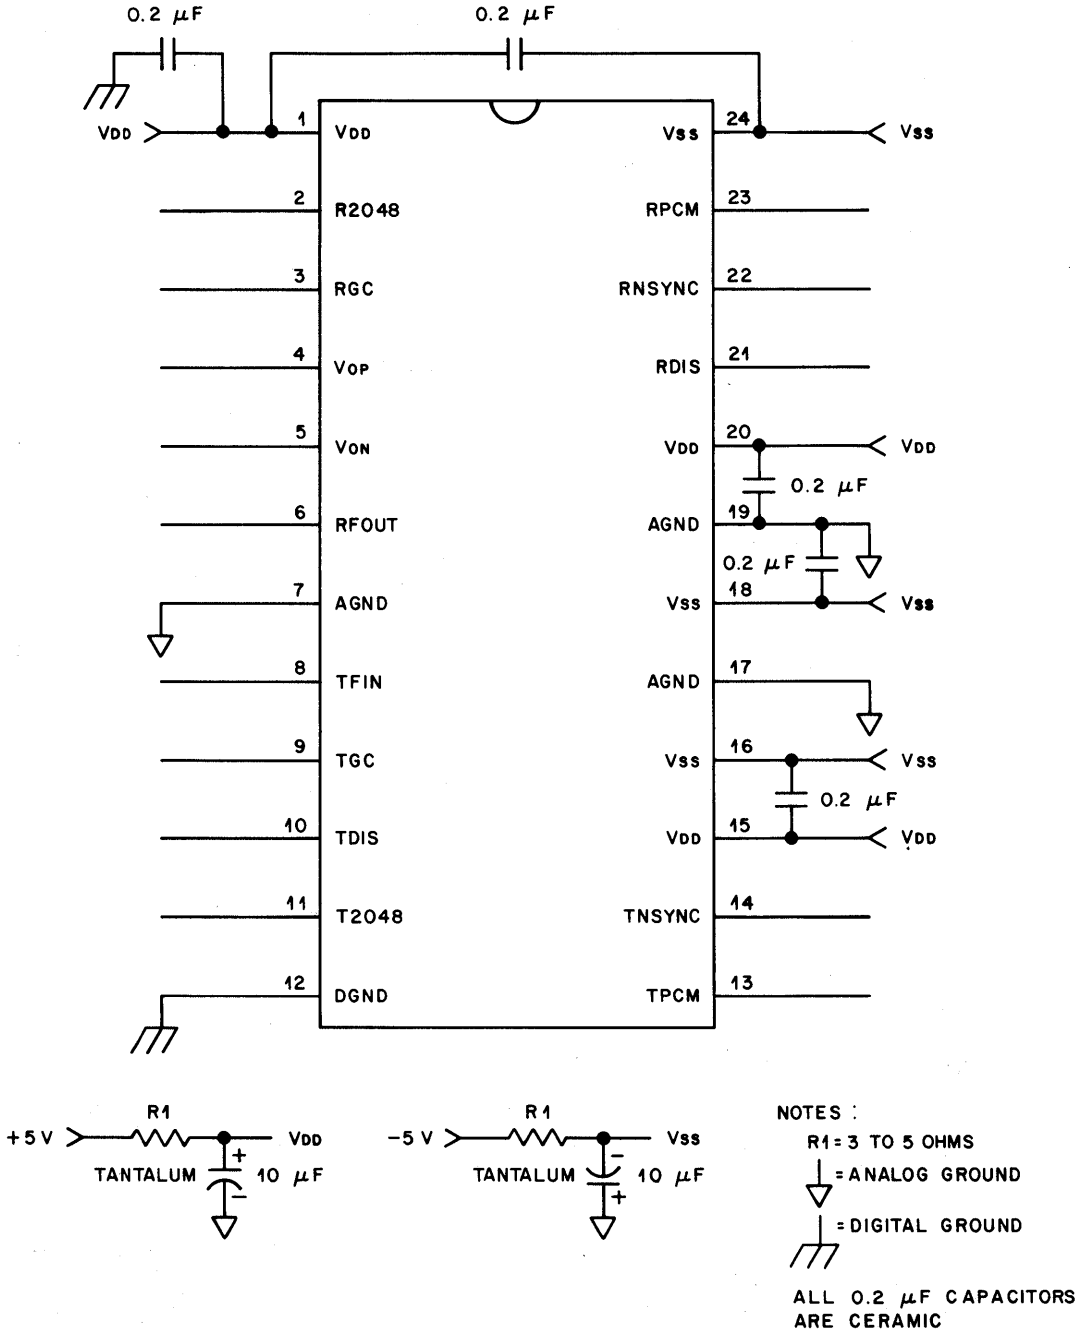 0.2 µF 0.2 µF
VDD 1 VDD VSS 24 VSS
2 R2048 RPCM 23
3 RGC RNSYNC 22
4 VOP RDIS 21
5 VON VDD 20 VDD
0.2 µF
6 RFOUT AGND 19
0.2 µF
7 AGND VSS 18 VSS
8 TFIN AGND 17
9 TGC VSS 16 VSS
0.2 µF
10 TDIS VDD 15 VDD
11 T2048 TNSYNC 14
12 DGND TPCM 13
R1 R1 NOTES :
+5V VDD -5 V VSS R1=3 TO 5 OHMS
+ -
TANTALUM 10 µF TANTALUM 10 µF =ANALOG GROUND
- +
=DIGITAL GROUND
ALL 0.2 µF CAPACITORS
ARE CERAMIC